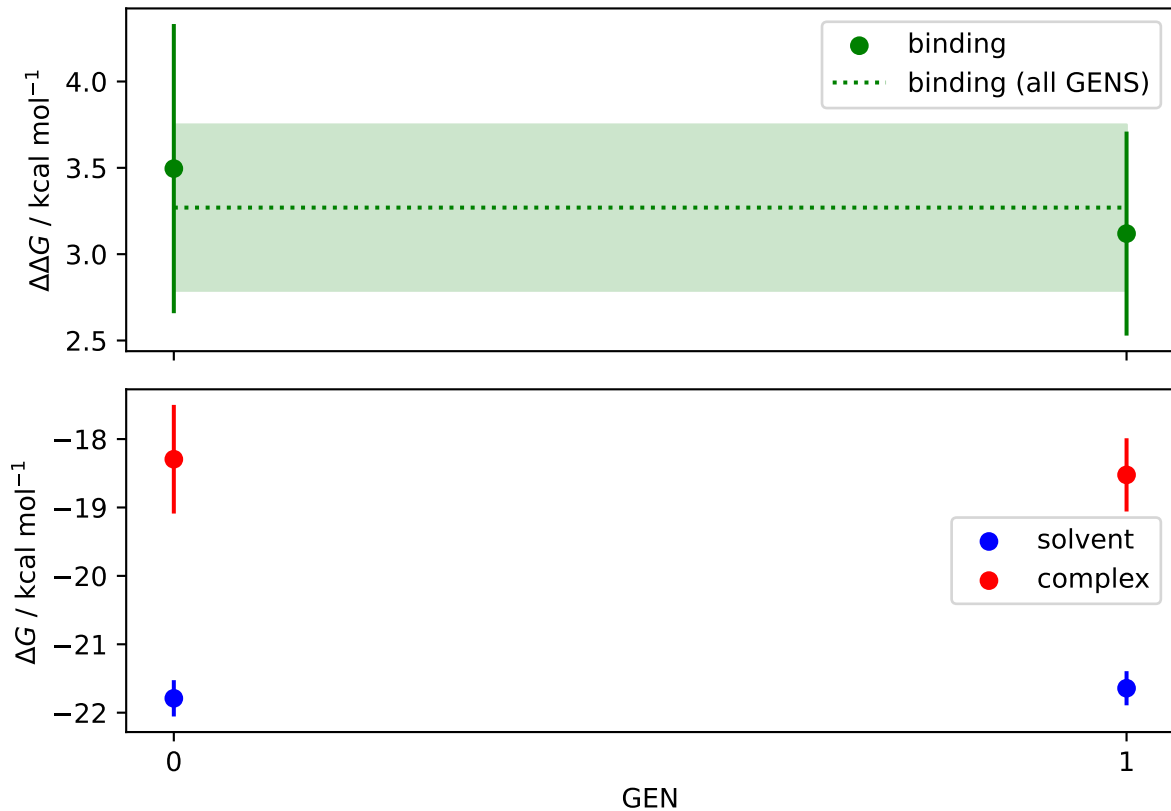 ΔΔG / kcal mol⁻¹
4.0
3.5
3.0
2.5
binding
binding (all GENS)
ΔG / kcal mol⁻¹
−18
−19
−20
−21
−22
solvent
complex
0
1
GEN